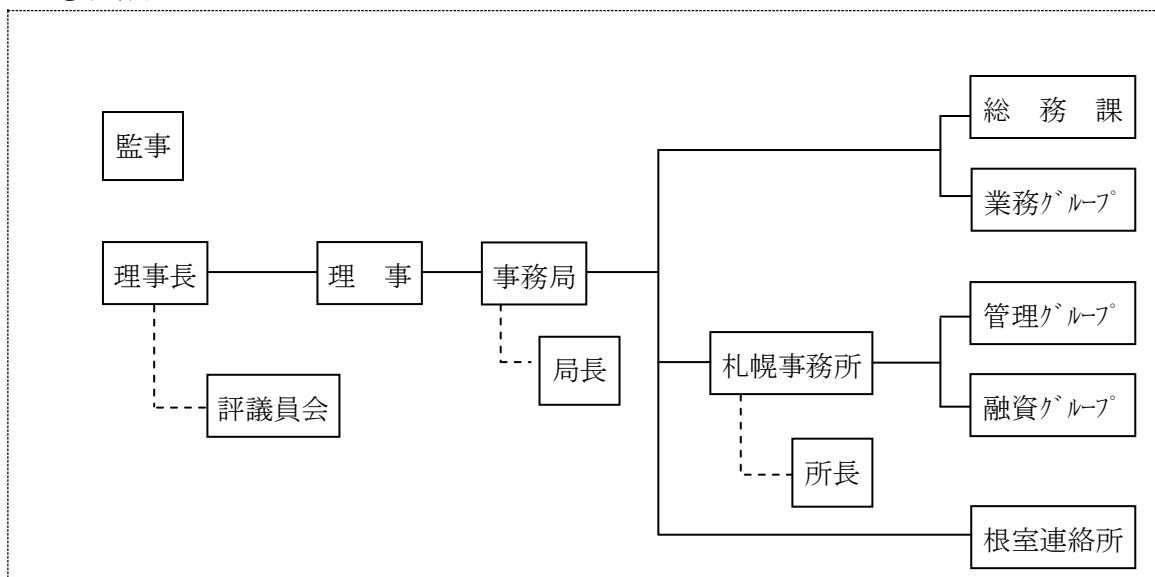 総　務　課
監事
業務ｸﾞﾙｰﾌﾟ
理事長
理　事
事務局
管理ｸﾞﾙｰﾌﾟ
局長
札幌事務所
評議員会
融資ｸﾞﾙｰﾌﾟ
所長
根室連絡所